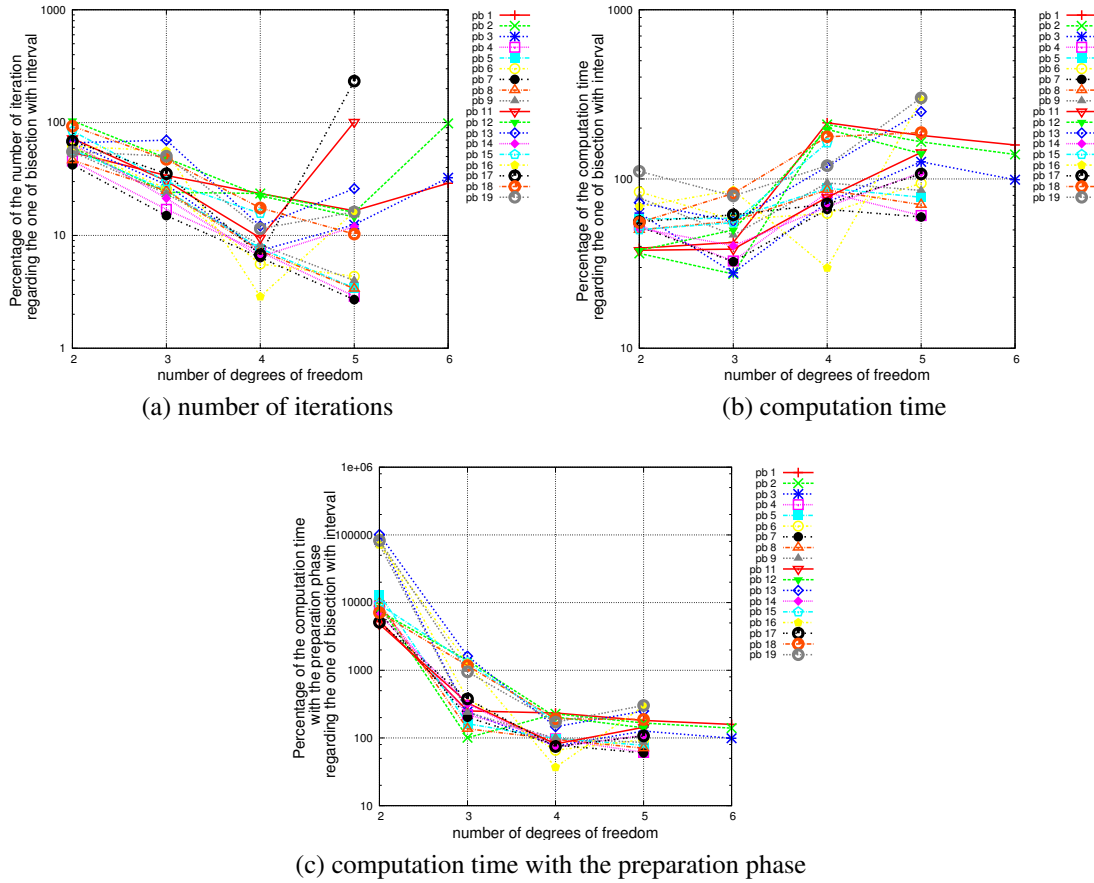 1000
100
10
1
2
3
4
5
6
Percentage of the number of iteration
regarding the one of bisection with interval
number of degrees of freedom
pb 1
pb 2
pb 3
pb 4
pb 5
pb 6
pb 7
pb 8
pb 9
pb 11
pb 12
pb 13
pb 14
pb 15
pb 16
pb 17
pb 18
pb 19
(a) number of iterations
1000
100
10
2
3
4
5
6
Percentage of the computation time
regarding the one of bisection with interval
number of degrees of freedom
pb 1
pb 2
pb 3
pb 4
pb 5
pb 6
pb 7
pb 8
pb 9
pb 11
pb 12
pb 13
pb 14
pb 15
pb 16
pb 17
pb 18
pb 19
(b) computation time
1e+06
100000
10000
1000
100
10
2
3
4
5
6
Percentage of the computation time
with the preparation phase
regarding the one of bisection with interval
number of degrees of freedom
pb 1
pb 2
pb 3
pb 4
pb 5
pb 6
pb 7
pb 8
pb 9
pb 11
pb 12
pb 13
pb 14
pb 15
pb 16
pb 17
pb 18
pb 19
(c) computation time with the preparation phase